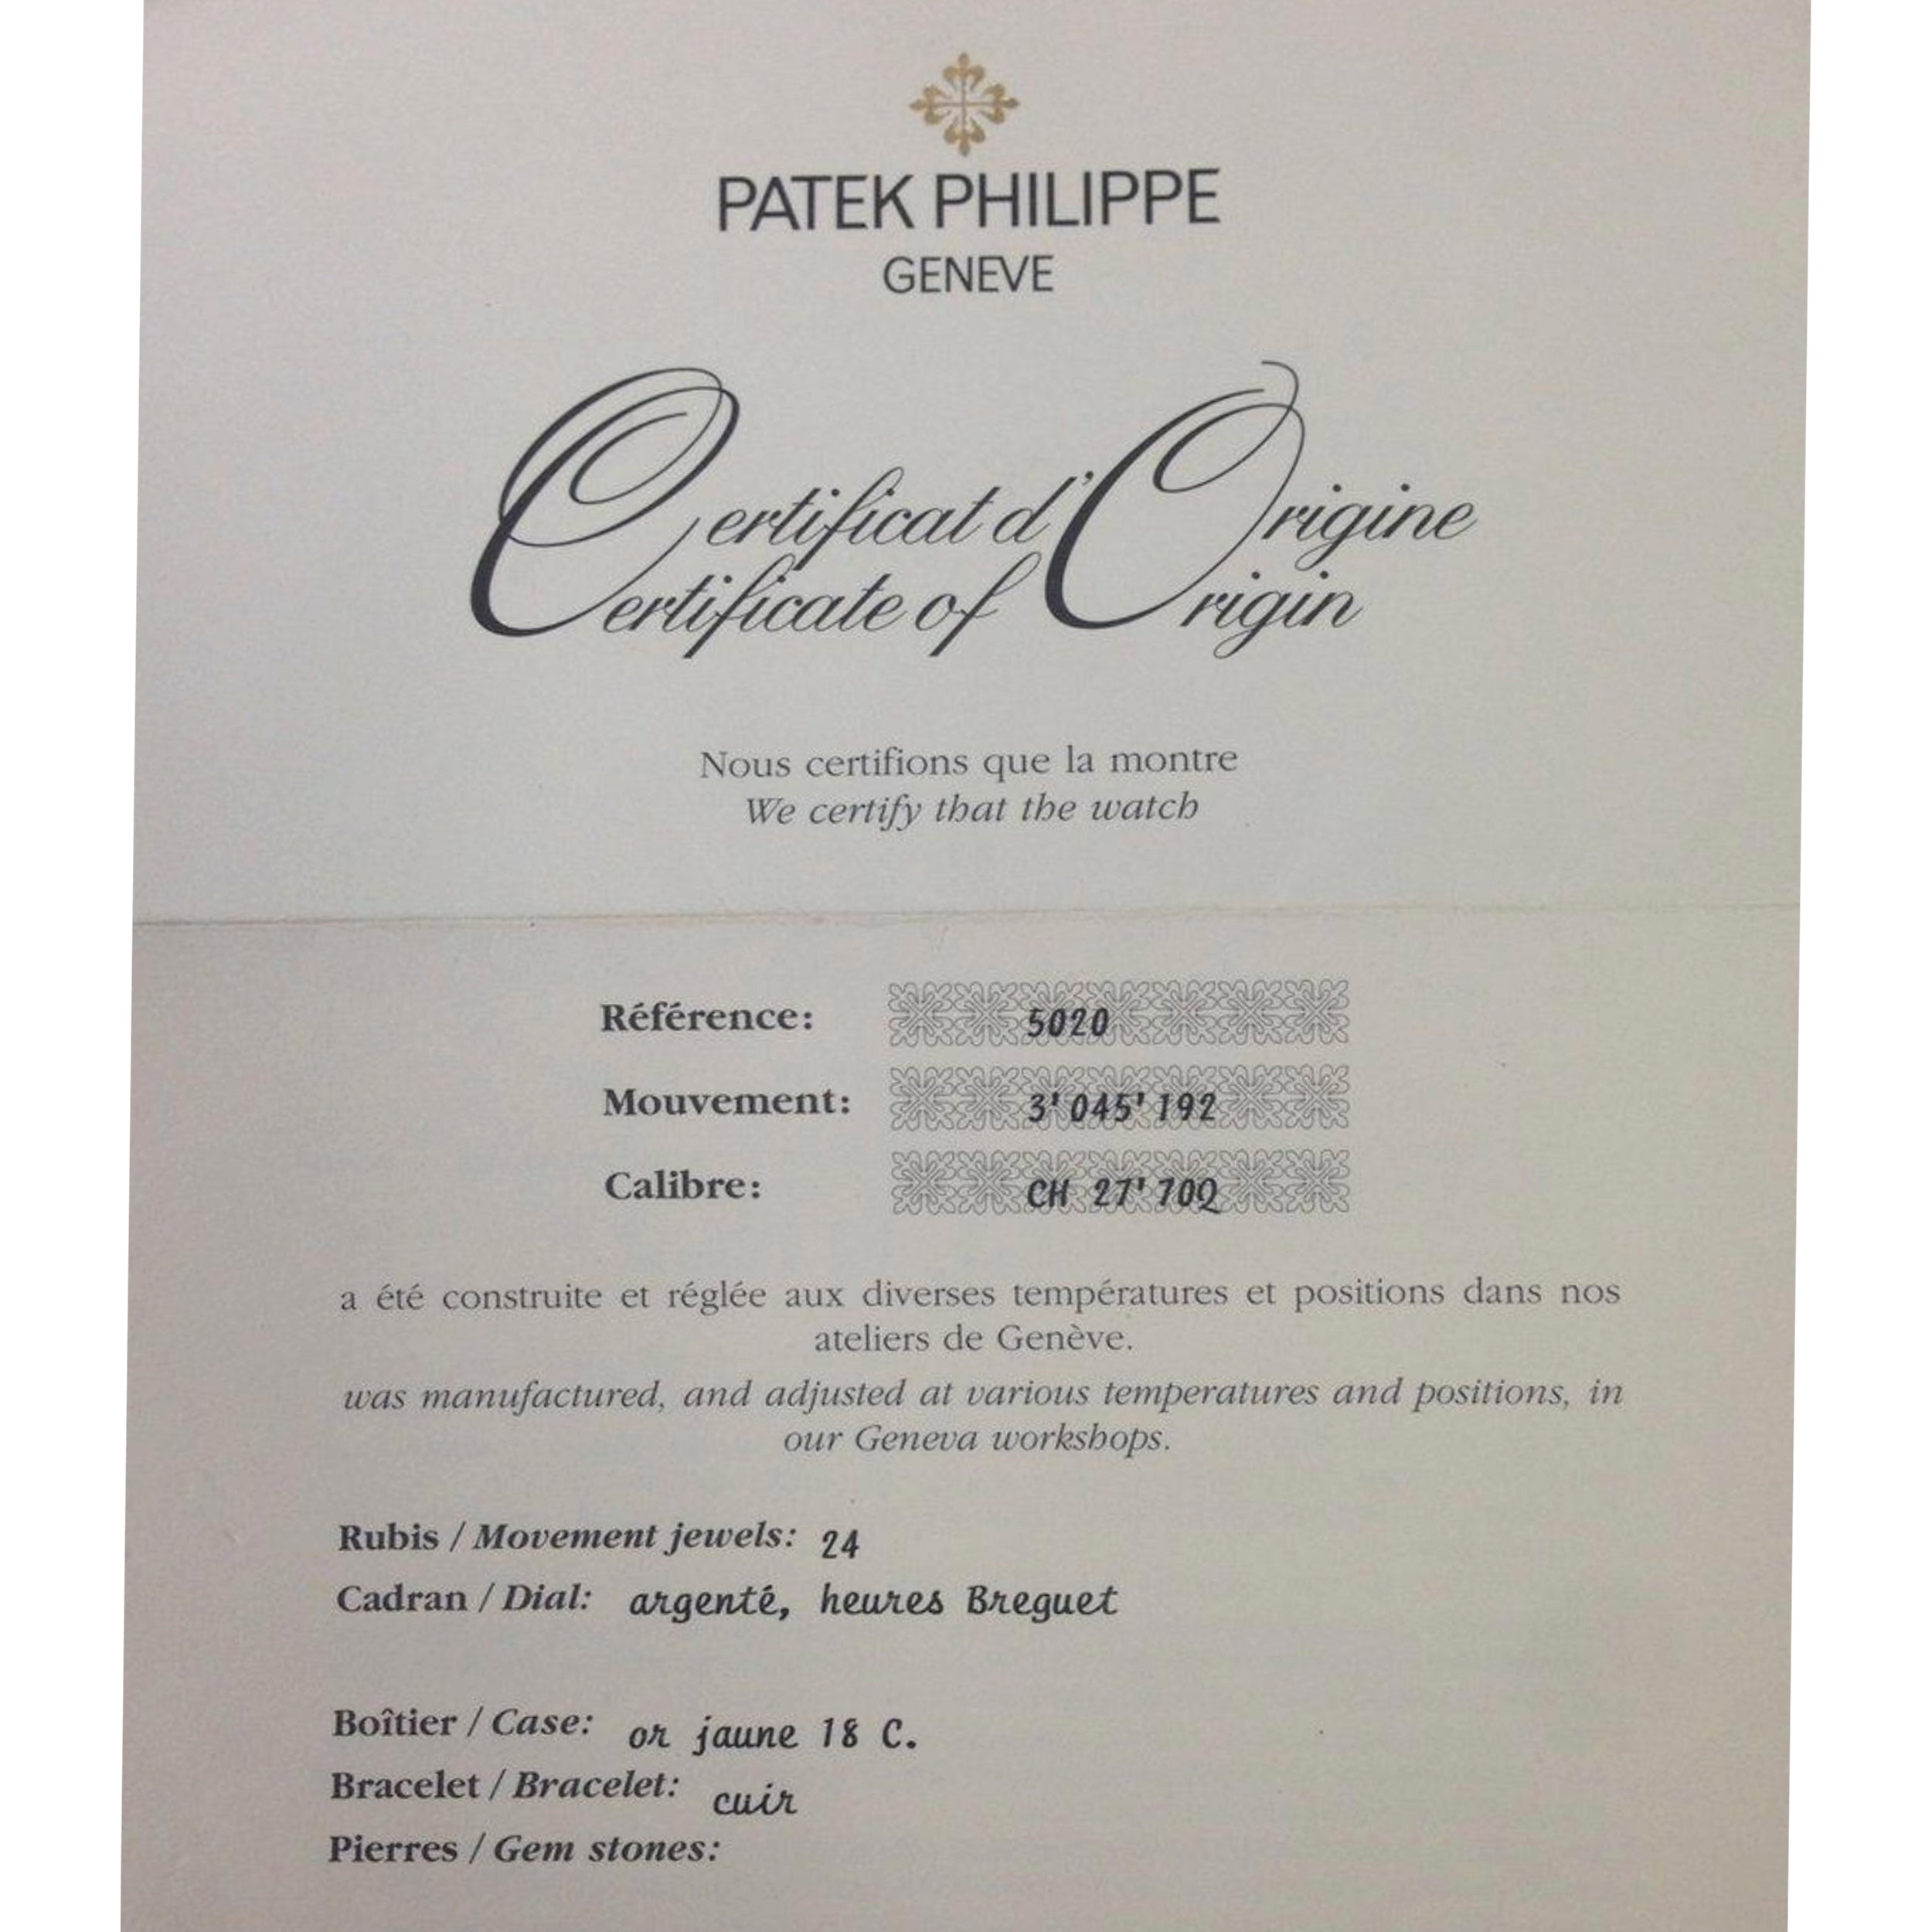 PATEK PHILIPPE
GENEVE
Certificat d'Origine
Certificate of Origin
Nous certifions que la montre
We certify that the watch
Référence: 5020
Mouvement: 3'045'192
Calibre: CH 27'70Q
a été construite et réglée aux diverses températures et positions dans nos
ateliers de Genève.
was manufactured, and adjusted at various temperatures and positions, in
our Geneva workshops.
Rubis / Movement jewels: 24
Cadran / Dial: argenté, heures Breguet
Boîtier / Case: or jaune 18 C.
Bracelet / Bracelet: cuir
Pierres / Gem stones: